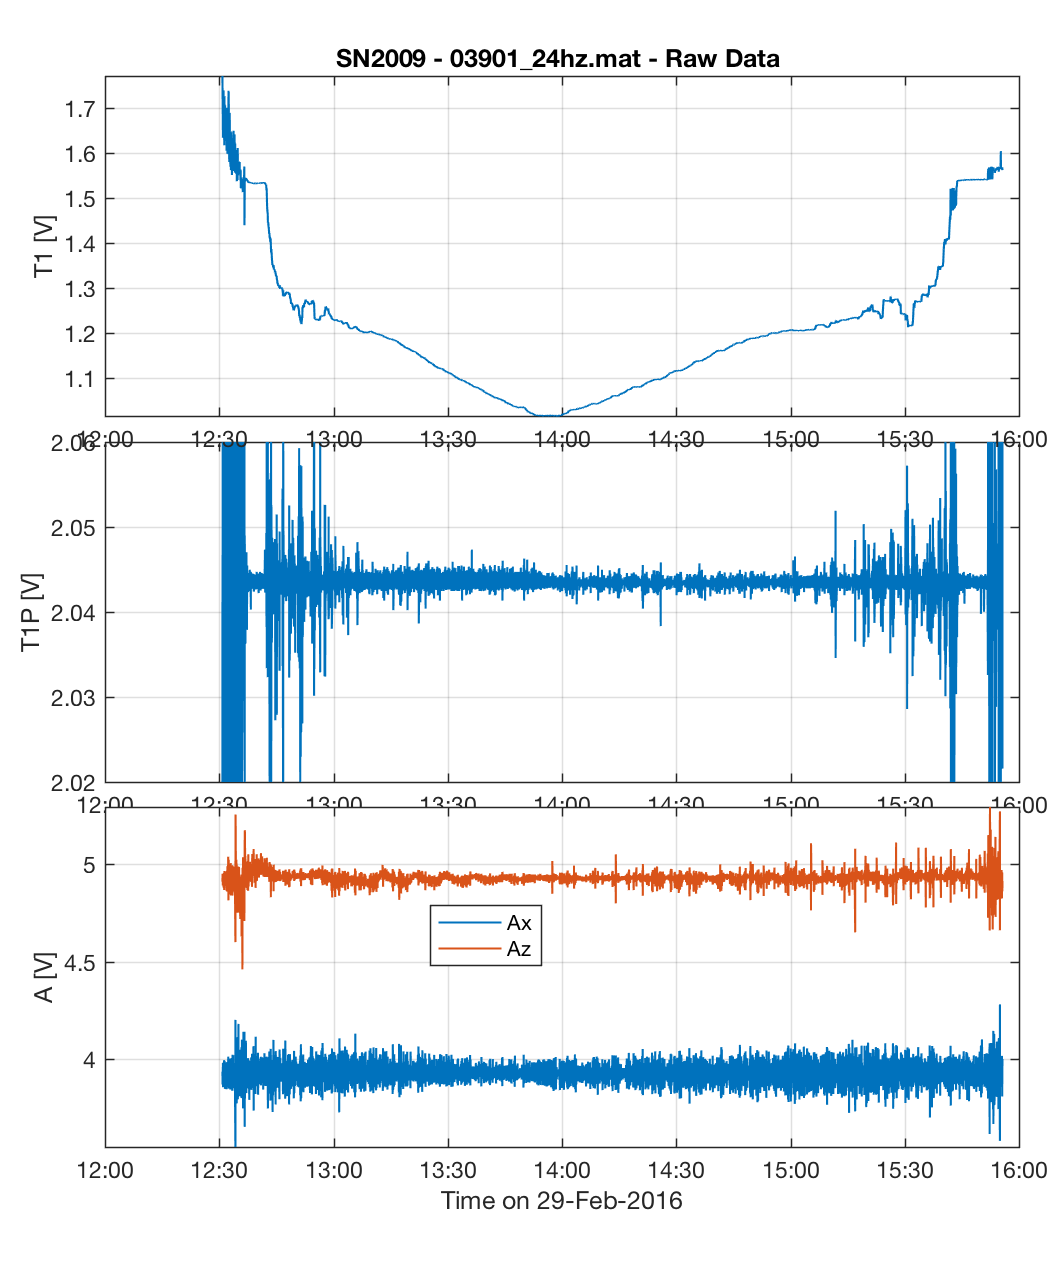 SN2009 - 03901_24hz.mat - Raw Data
T1 [V]
1.7
1.6
1.5
1.4
1.3
1.2
1.1
12:00 12:30 13:00 13:30 14:00 14:30 15:00 15:30 16:00
T1P [V]
2.06
2.05
2.04
2.03
2.02
12:00 12:30 13:00 13:30 14:00 14:30 15:00 15:30 16:00
A [V]
5
4.5
4
Ax
Az
12:00 12:30 13:00 13:30 14:00 14:30 15:00 15:30 16:00
Time on 29-Feb-2016